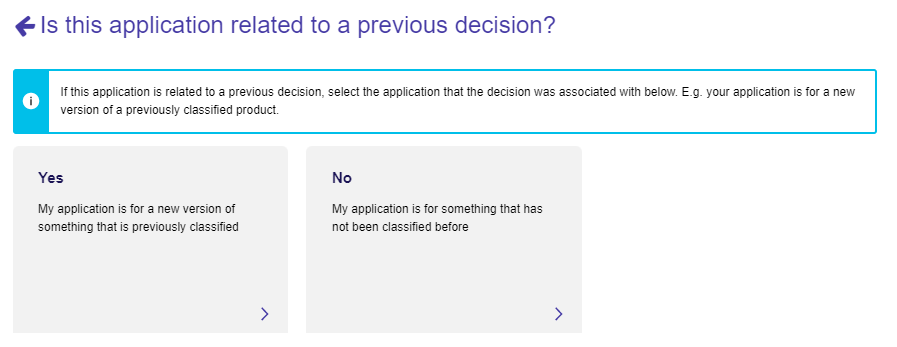 Is this application related to a previous decision?
If this application is related to a previous decision, select the application that the decision was associated with below. E.g. your application is for a new
version of a previously classified product.
Yes
My application is for a new version of
something that is previously classified
No
My application is for something that has
not been classified before